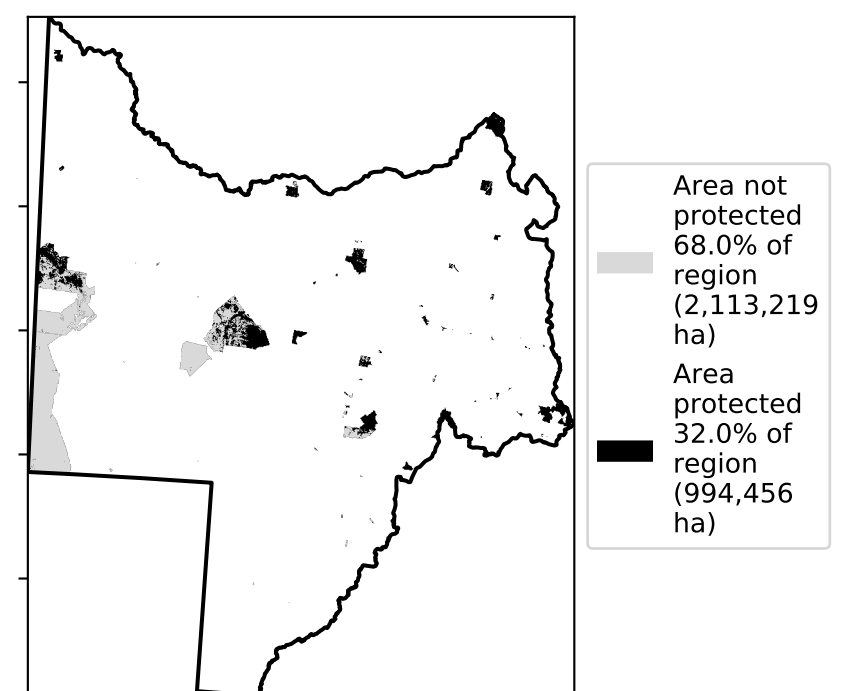 Area not
protected
68.0% of
region
(2,113,219
ha)
Area
protected
32.0% of
region
(994,456
ha)